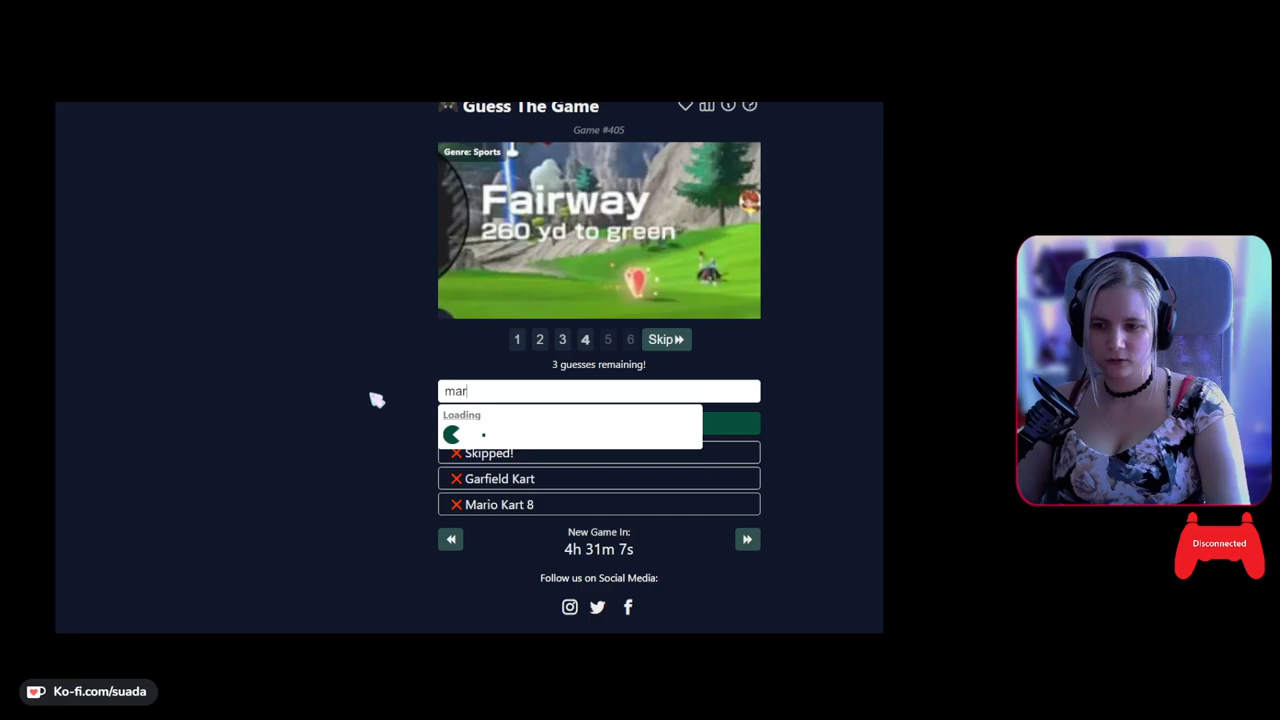 Guess The Game
Game #405
Genre: Sports
Fairway
260 yd to green
1 2 3 4 5 6 Skip
3 guesses remaining!
mar
Loading
Skipped!
Garfield Kart
Mario Kart 8
New Game In:
4h 31m 7s
Follow us on Social Media:
Disconnected
Ko-fi.com/suada